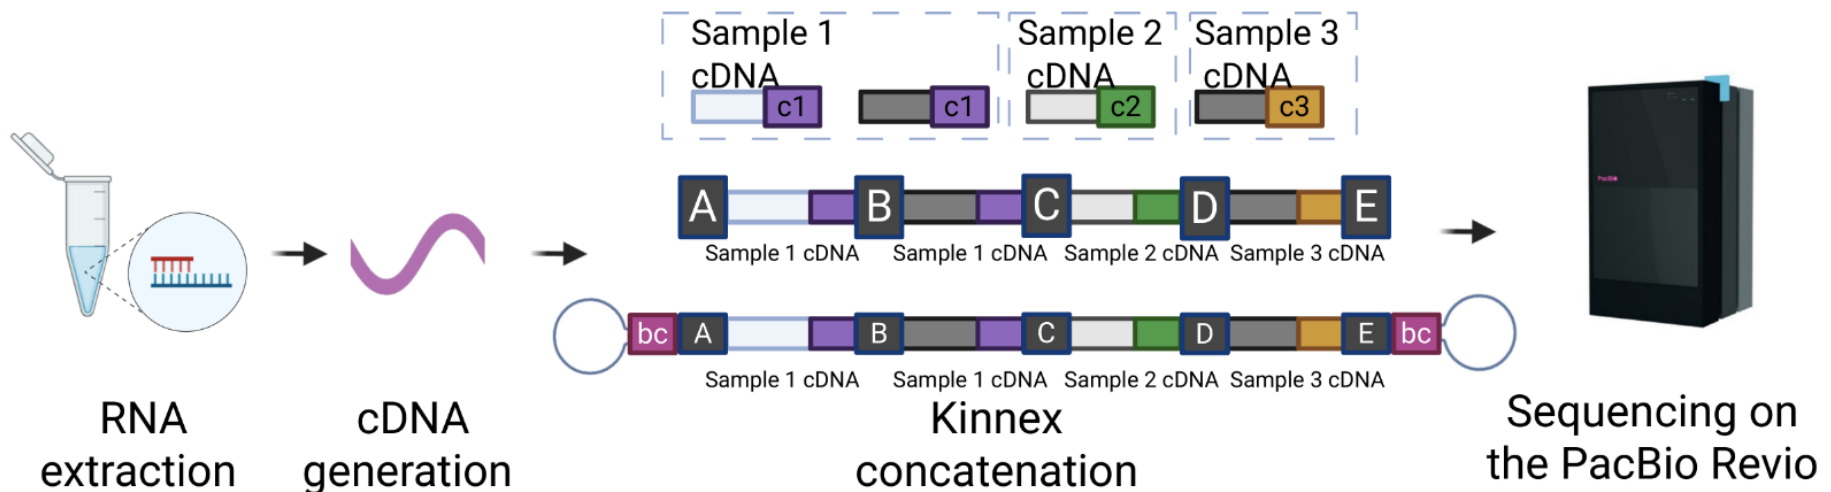 Sample 1
cDNA
Sample 2
cDNA
Sample 3
cDNA
c1
c1
c2
c3
A
B
C
D
E
Sample 1 cDNA
Sample 1 cDNA
Sample 2 cDNA
Sample 3 cDNA
bc
A
B
C
D
E
bc
Sample 1 cDNA
Sample 1 cDNA
Sample 2 cDNA
Sample 3 cDNA
PacBio
RNA
extraction
cDNA
generation
Kinnex
concatenation
Sequencing on
the PacBio Revio